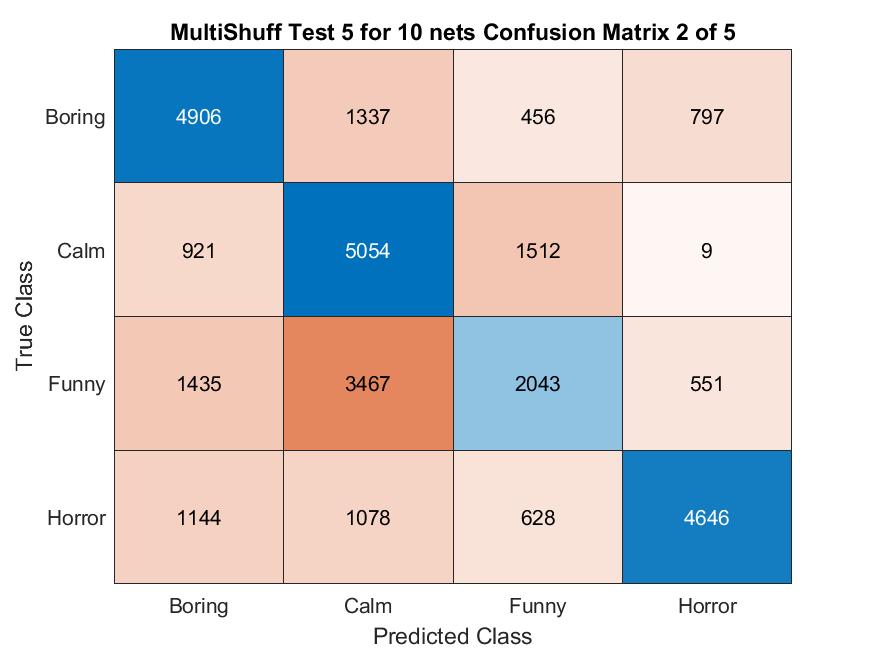 MultiShuff Test 5 for 10 nets Confusion Matrix 2 of 5
True Class
Boring 4906 1337 456 797
Calm 921 5054 1512 9
Funny 1435 3467 2043 551
Horror 1144 1078 628 4646
Boring Calm Funny Horror
Predicted Class